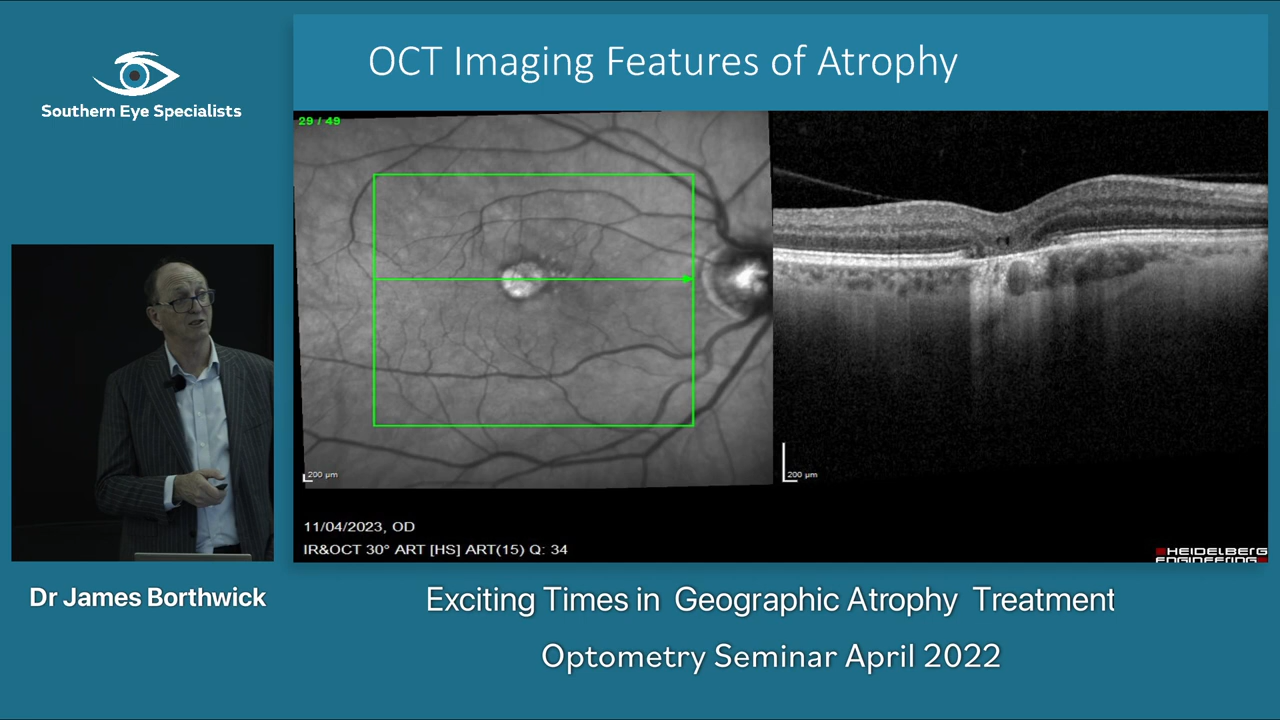 Southern Eye Specialists
OCT Imaging Features of Atrophy
29 / 49
200 µm
200 µm
11/04/2023, OD
IR&OCT 30° ART [HS] ART(15) Q: 34
HEIDELBERG
ENGINEERING
Dr James Borthwick
Exciting Times in Geographic Atrophy Treatment
Optometry Seminar April 2022